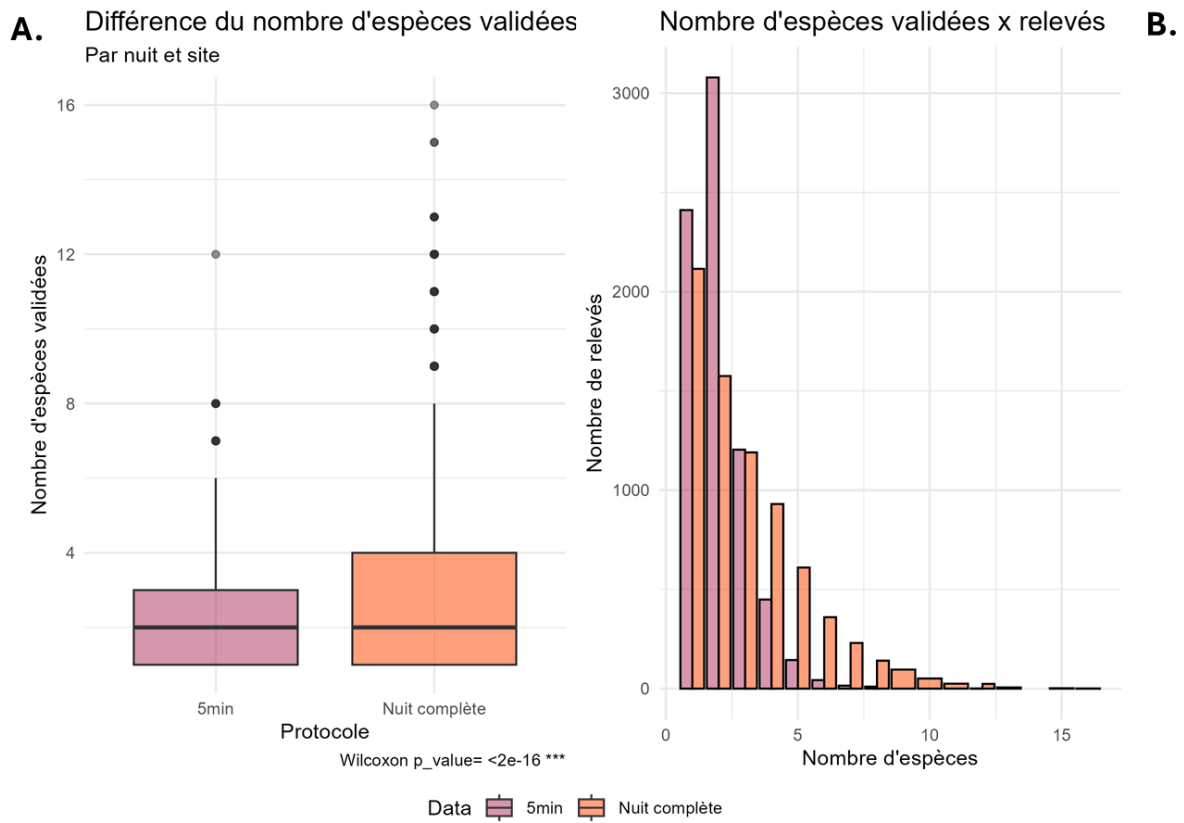 A.
Différence du nombre d'espèces validées
Par nuit et site
Nombre d'espèces validées
16
12
8
4
5min
Nuit complète
Protocole
Wilcoxon p_value= <2e-16 ***
Nombre d'espèces validées x relevés
B.
Nombre de relevés
3000
2000
1000
0
0
5
10
15
Nombre d'espèces
Data
5min
Nuit complète